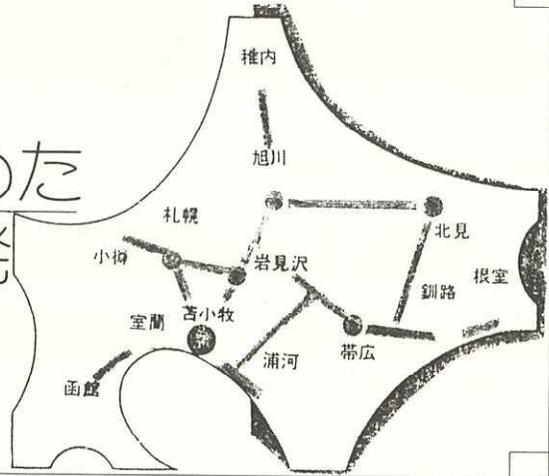 稚内
旭川
札幌
北見
小樽
岩見沢
釧路
根室
苫小牧
室蘭
浦河
帯広
函館
た